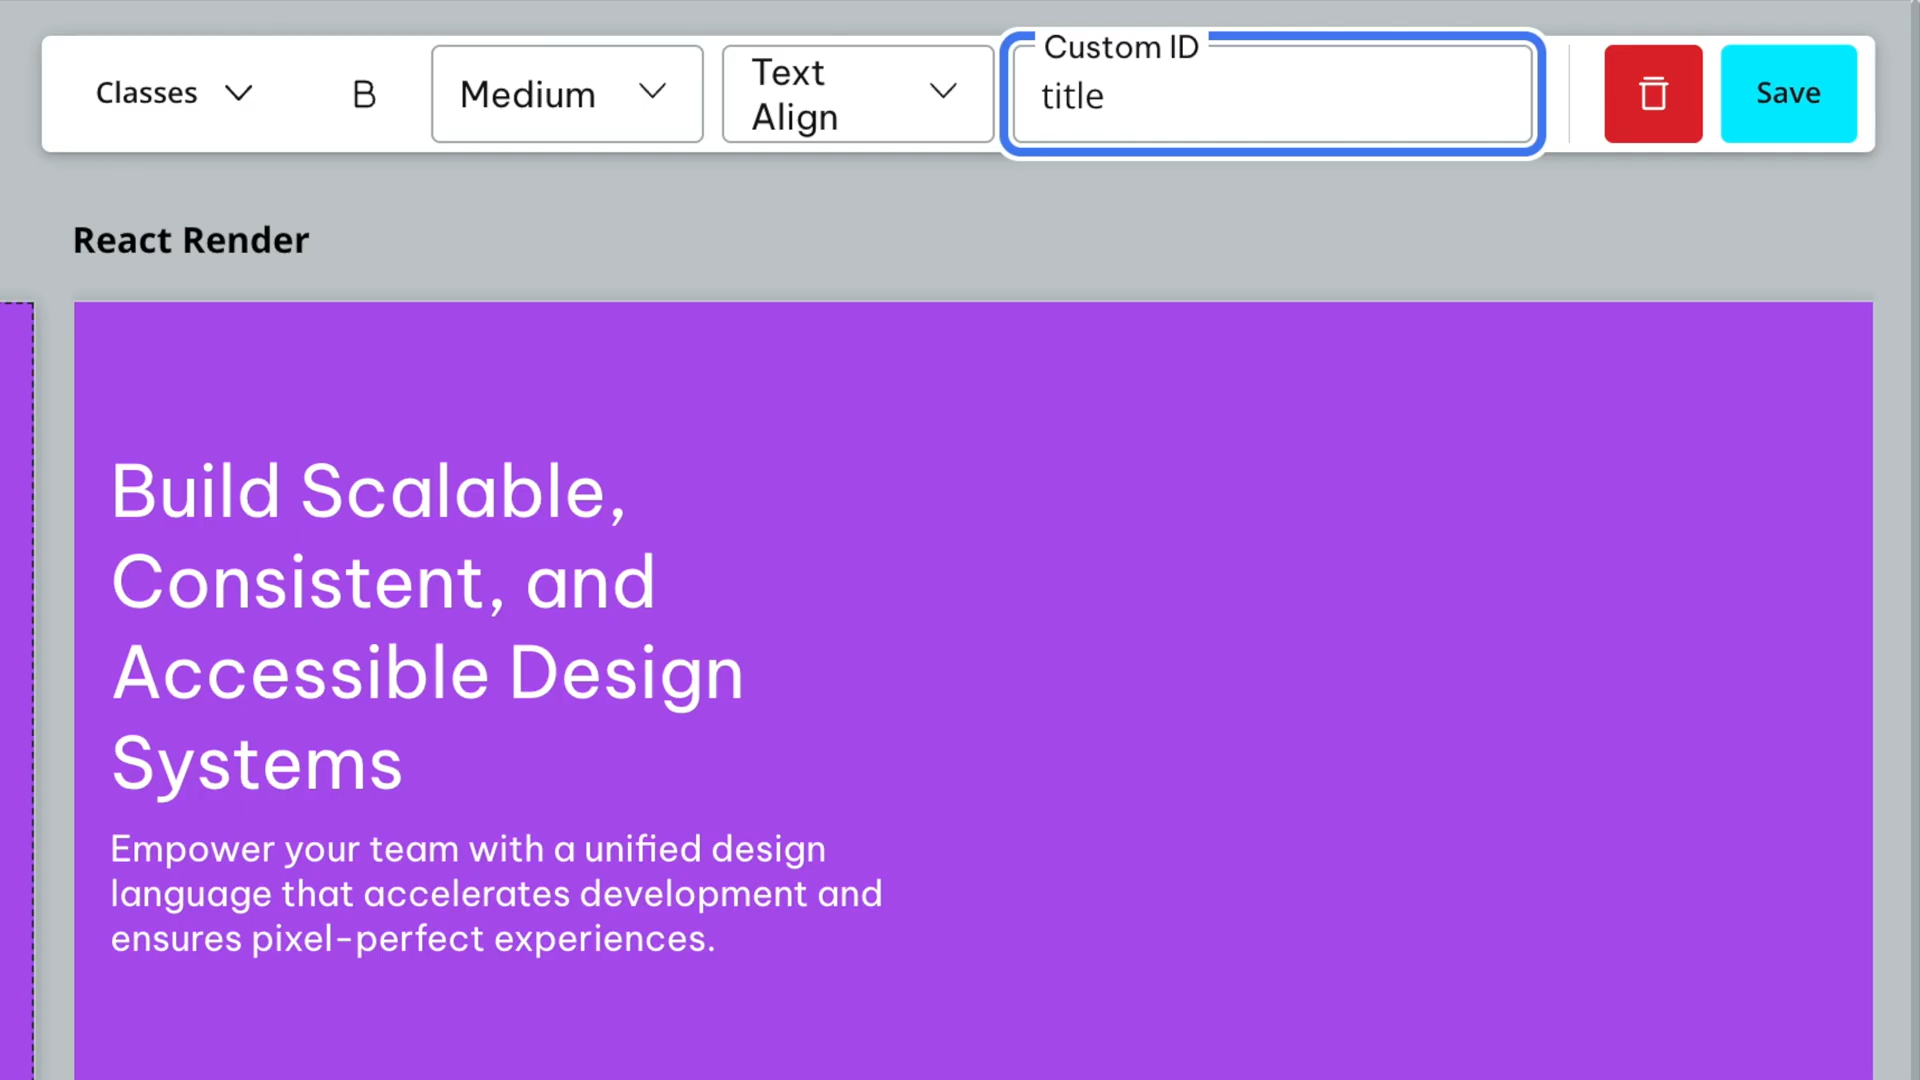 Classes
B
Medium
Text
Align
Custom ID
title
Save
React Render
Build Scalable,
Consistent, and
Accessible Design
Systems
Empower your team with a unified design
language that accelerates development and
ensures pixel-perfect experiences.